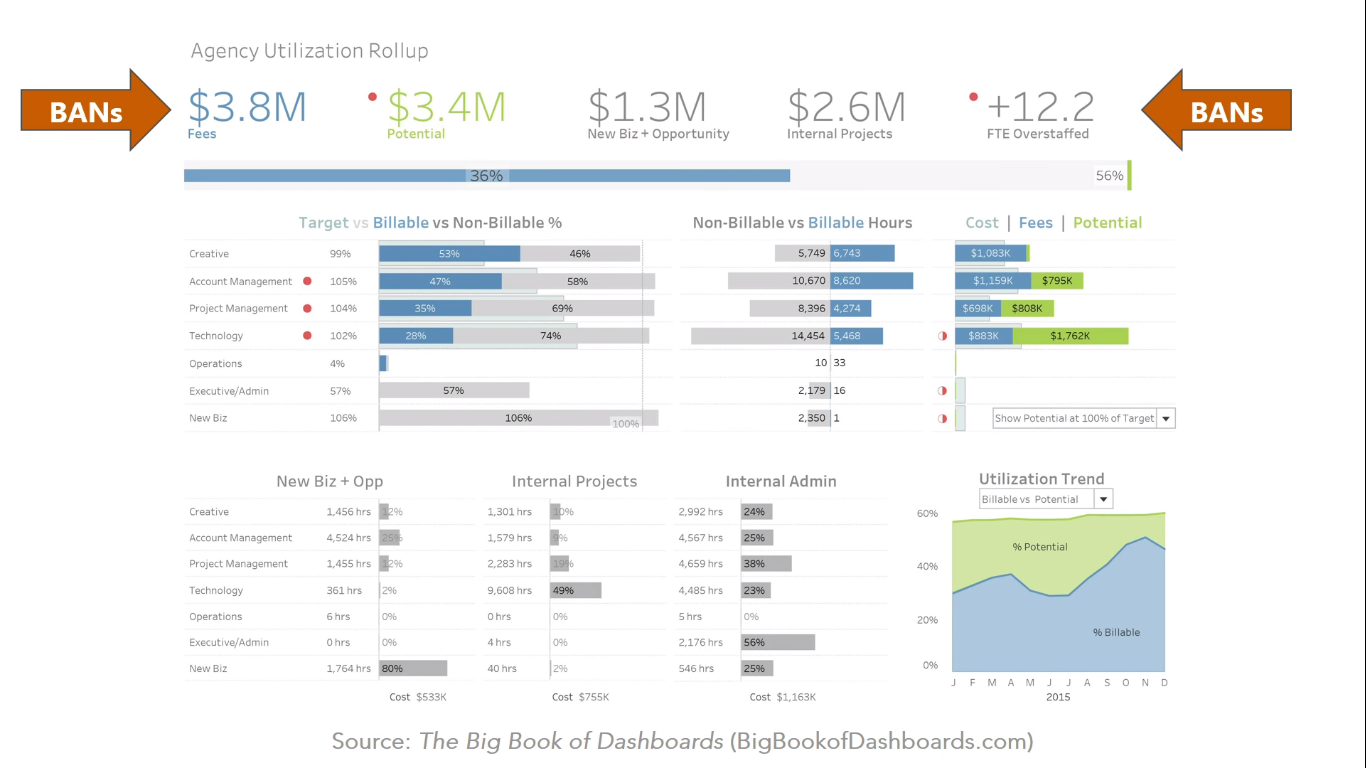 Agency Utilization Rollup
BANs
$3.8M
$3.4M
$1.3M
$2.6M
+12.2
BANs
Fees
Potential
New Biz + Opportunity
Internal Projects
FTE Overstaffed
36%
56%
Target vs Billable vs Non-Billable %
Non-Billable vs Billable Hours
Cost | Fees | Potential
Creative 99% 53% 46% 5,749 6,743 $1,083K
Account Management 105% 47% 58% 10,670 8,620 $1,159K $795K
Project Management 104% 35% 69% 8,396 4,274 $698K $808K
Technology 102% 28% 74% 14,454 5,468 $883K $1,762K
Operations 4% 10 33
Executive/Admin 57% 57% 2,179 16
New Biz 106% 106% 100% 2,350 1 Show Potential at 100% of Target
New Biz + Opp
Internal Projects
Internal Admin
Creative 1,456 hrs 12% 1,301 hrs 10% 2,992 hrs 24%
Account Management 4,524 hrs 25% 1,579 hrs 9% 4,567 hrs 25%
Project Management 1,455 hrs 12% 2,283 hrs 19% 4,659 hrs 38%
Technology 361 hrs 2% 9,608 hrs 49% 4,485 hrs 23%
Operations 6 hrs 0% 0 hrs 0% 5 hrs 0%
Executive/Admin 0 hrs 0% 4 hrs 0% 2,176 hrs 56%
New Biz 1,764 hrs 80% 40 hrs 2% 546 hrs 25%
Cost $533K
Cost $755K
Cost $1,163K
Utilization Trend
Billable vs Potential
60%
40%
20%
0%
% Potential
% Billable
J F M A M J J A S O N D
2015
Source: The Big Book of Dashboards (BigBookofDashboards.com)